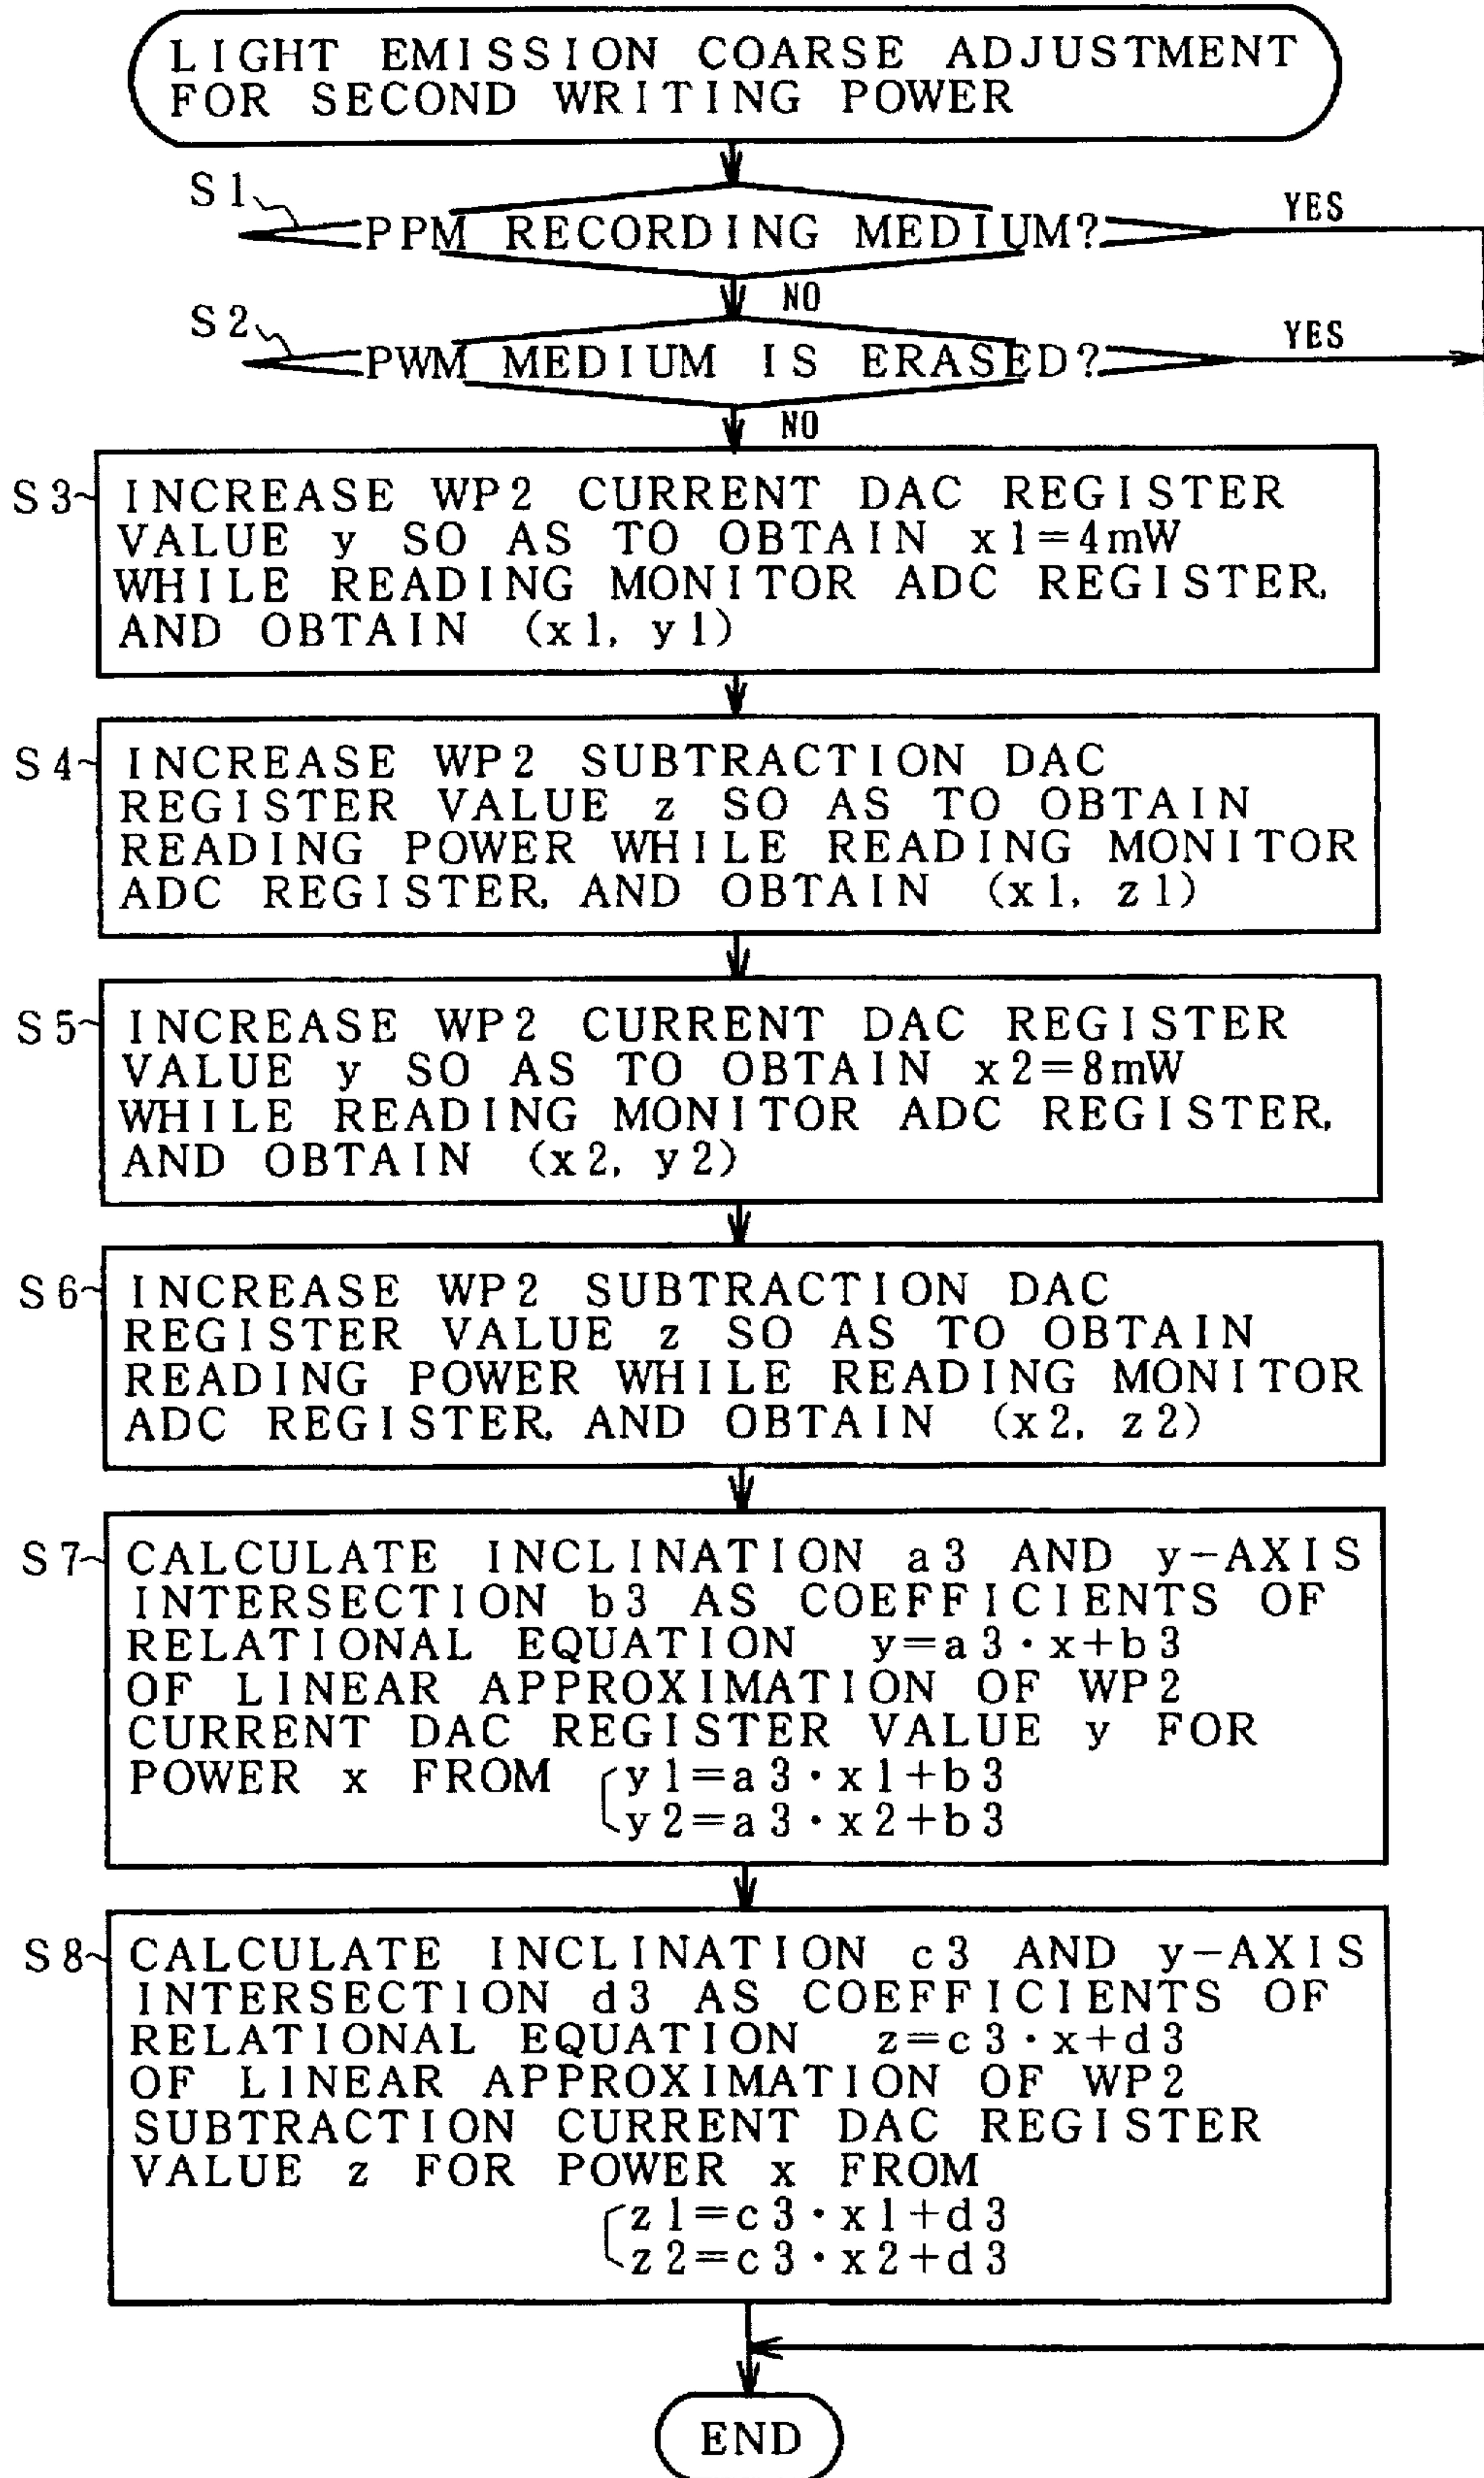 LIGHT EMISSION COARSE ADJUSTMENT
FOR SECOND WRITING POWER
S1
PPM RECORDING MEDIUM?
YES
NO
S2
PWM MEDIUM IS ERASED?
YES
NO
S3
INCREASE WP2 CURRENT DAC REGISTER
VALUE y SO AS TO OBTAIN x1=4mW
WHILE READING MONITOR ADC REGISTER,
AND OBTAIN (x1, y1)
S4
INCREASE WP2 SUBTRACTION DAC
REGISTER VALUE z SO AS TO OBTAIN
READING POWER WHILE READING MONITOR
ADC REGISTER, AND OBTAIN (x1, z1)
S5
INCREASE WP2 CURRENT DAC REGISTER
VALUE y SO AS TO OBTAIN x2=8mW
WHILE READING MONITOR ADC REGISTER,
AND OBTAIN (x2, y2)
S6
INCREASE WP2 SUBTRACTION DAC
REGISTER VALUE z SO AS TO OBTAIN
READING POWER WHILE READING MONITOR
ADC REGISTER, AND OBTAIN (x2, z2)
S7
CALCULATE INCLINATION a3 AND y-AXIS
INTERSECTION b3 AS COEFFICIENTS OF
RELATIONAL EQUATION y=a3·x+b3
OF LINEAR APPROXIMATION OF WP2
CURRENT DAC REGISTER VALUE y FOR
POWER x FROM y1=a3·x1+b3
y2=a3·x2+b3
S8
CALCULATE INCLINATION c3 AND y-AXIS
INTERSECTION d3 AS COEFFICIENTS OF
RELATIONAL EQUATION z=c3·x+d3
OF LINEAR APPROXIMATION OF WP2
SUBTRACTION CURRENT DAC REGISTER
VALUE z FOR POWER x FROM
z1=c3·x1+d3
z2=c3·x2+d3
END